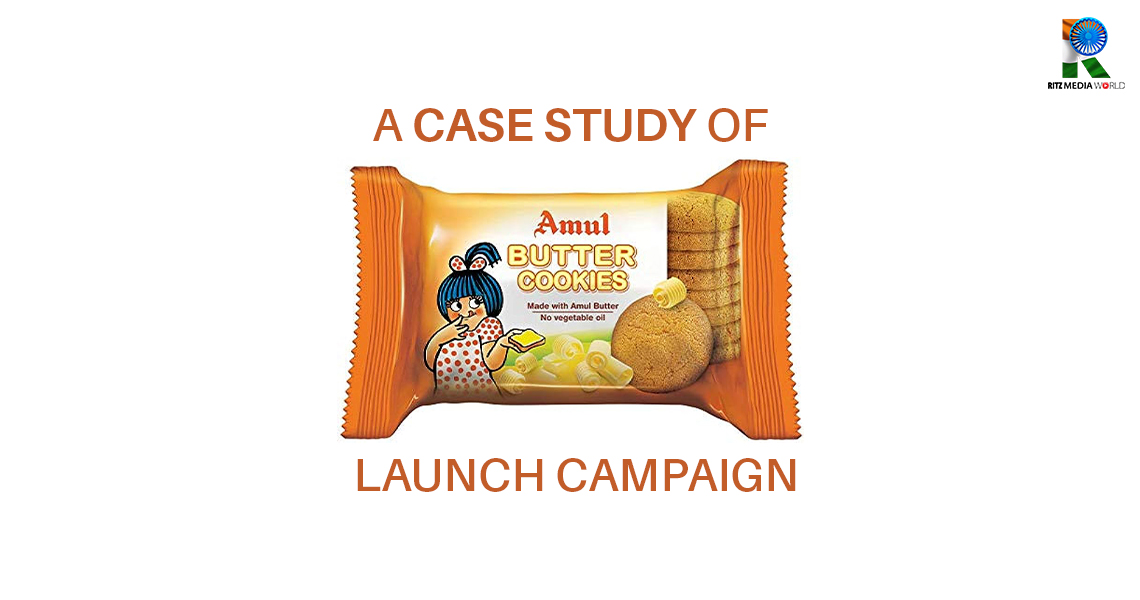 RITZ MEDIA WORLD
A CASE STUDY OF
Amul
BUTTER
COOKIES
Made with Amul Butter
No vegetable oil
LAUNCH CAMPAIGN